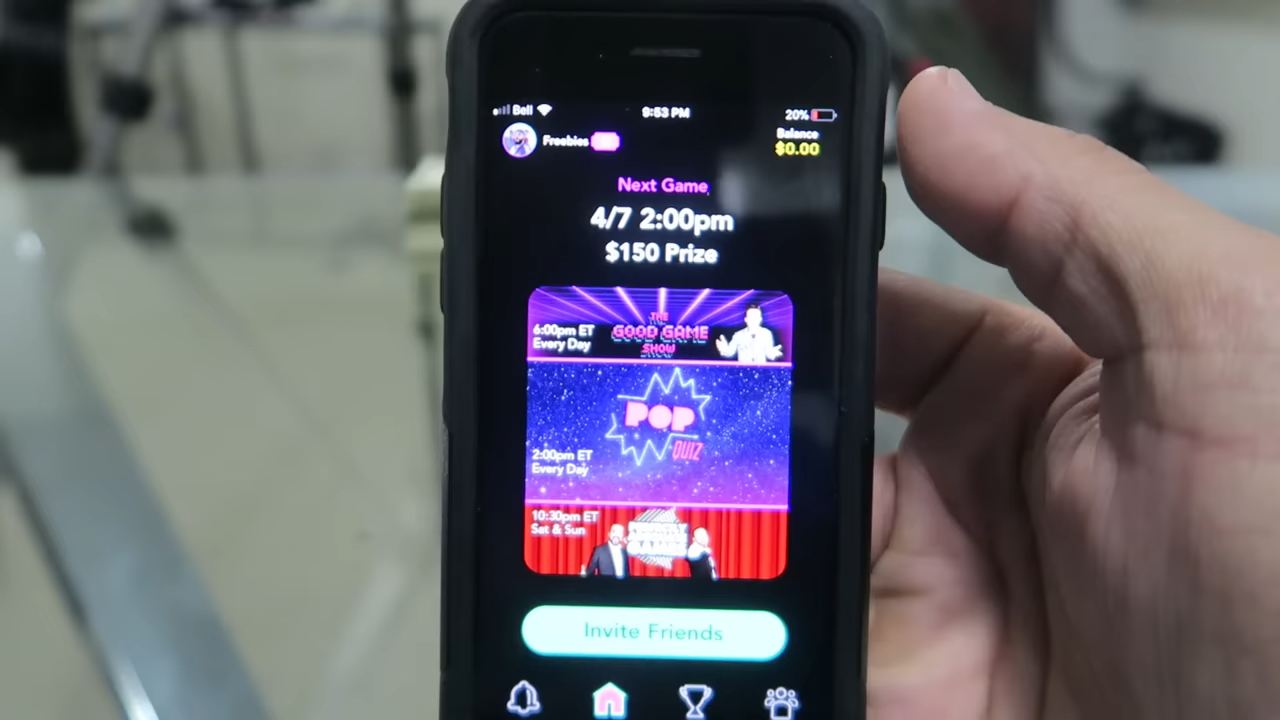 Bell
9:53 PM
20%
Freebies
Balance
$0.00
Next Game
4/7 2:00pm
$150 Prize
6:00pm ET
Every Day
THE
GOOD GAME
SHOW
POP
QUIZ
2:00pm ET
Every Day
10:30pm ET
Sat & Sun
GAME
Invite Friends